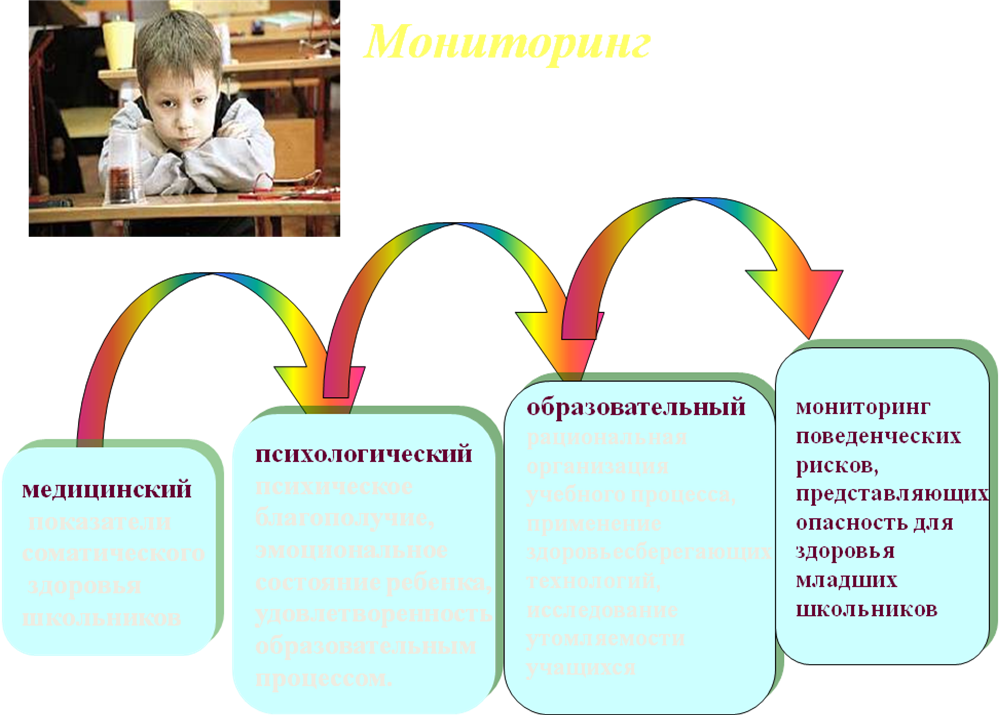 Мониторинг
медицинский
показатели
соматического
здоровья
школьников
психологический
психическое
благополучие,
эмоциональное
состояние ребенка,
удовлетворенность
образовательным
процессом.
образовательный
рациональная
организация
учебного процесса,
применение
здоровьесберегающих
технологий,
исследование
утомляемости
учащихся
мониторинг
поведенческих
рисков,
представляющих
опасность для
здоровья
младших
школьников